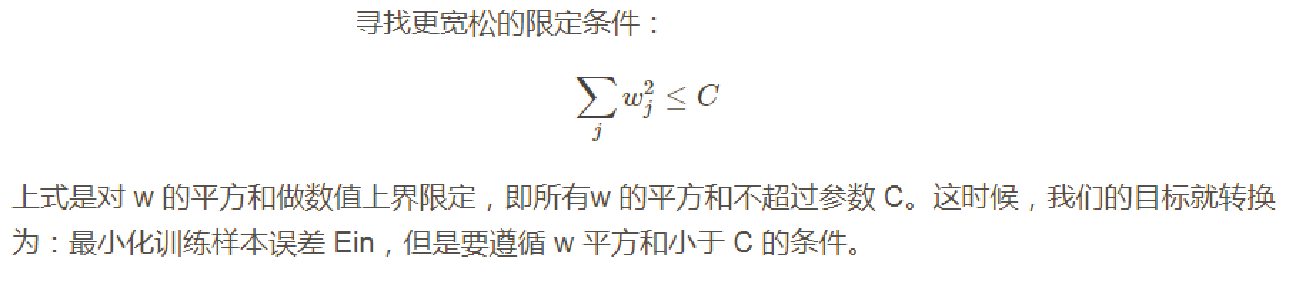 寻找更宽松的限定条件：
∑_j w_j^2 ≤ C
上式是对 w 的平方和做数值上界限定，即所有w 的平方和不超过参数 C。这时候，我们的目标就转换
为：最小化训练样本误差 Ein，但是要遵循 w 平方和小于 C 的条件。